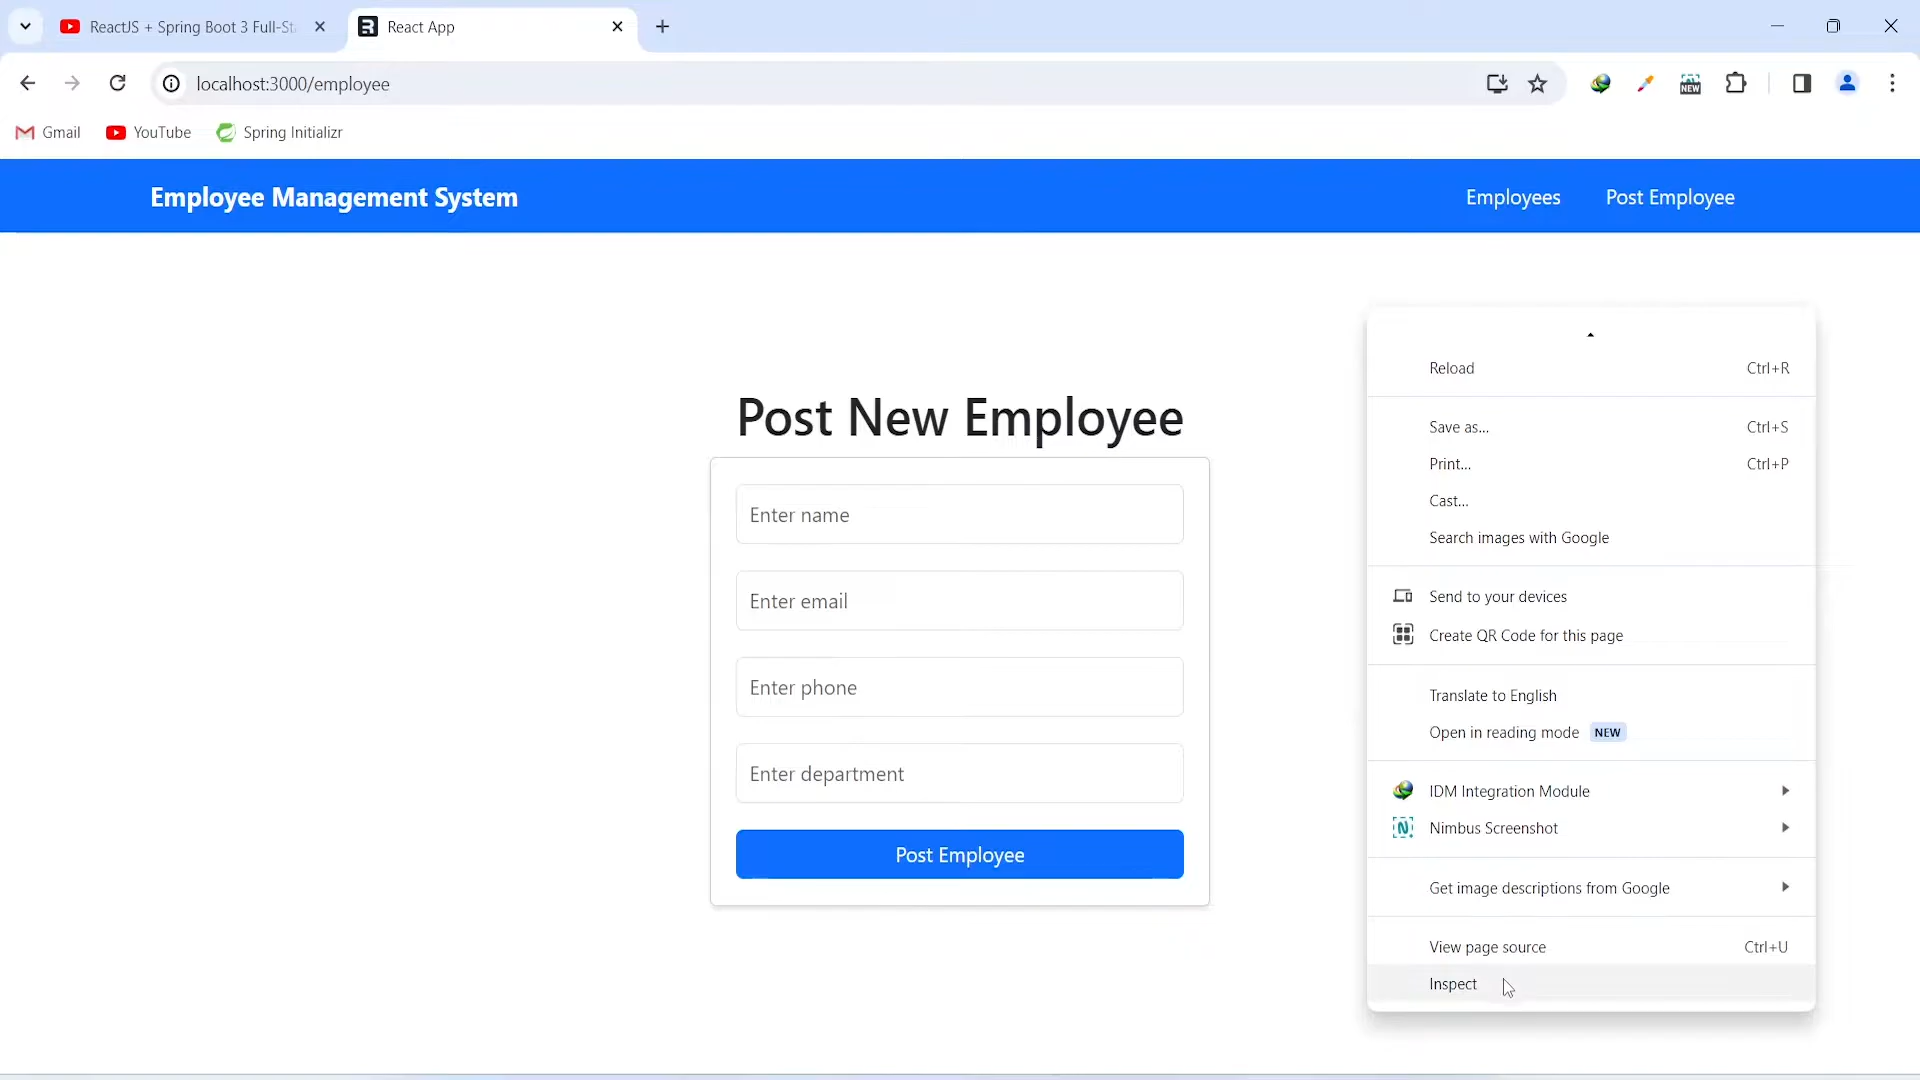 ReactJS + Spring Boot 3 Full-St
React App
localhost:3000/employee
NEW
Gmail
YouTube
Spring Initializr
Employee Management System
Employees
Post Employee
Post New Employee
Enter name
Enter email
Enter phone
Enter department
Post Employee
Reload Ctrl+R
Save as... Ctrl+S
Print... Ctrl+P
Cast...
Search images with Google
Send to your devices
Create QR Code for this page
Translate to English
Open in reading mode NEW
IDM Integration Module
Nimbus Screenshot
Get image descriptions from Google
View page source Ctrl+U
Inspect